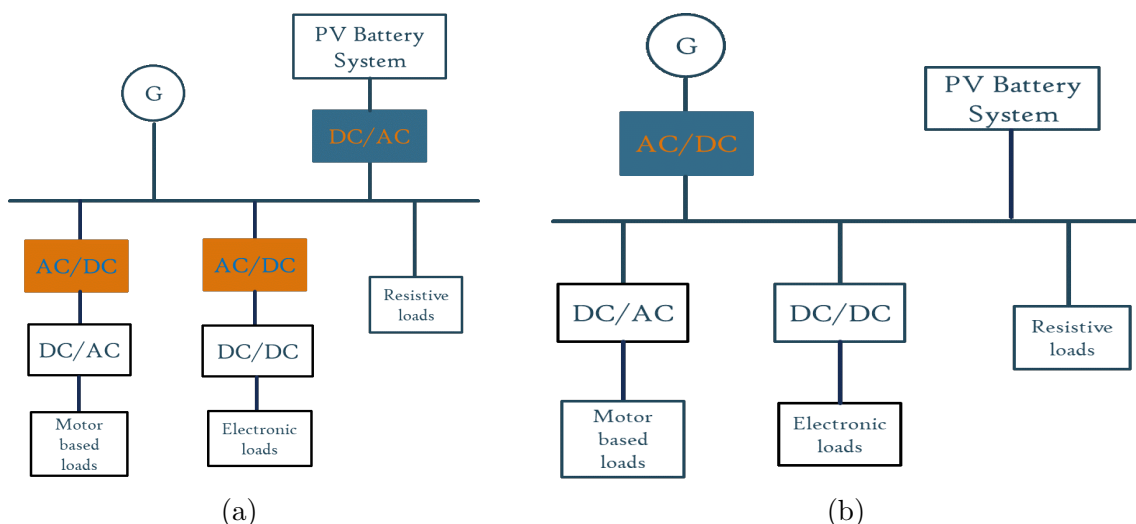 G
PV Battery
System
DC/AC
AC/DC
AC/DC
DC/AC
DC/DC
Resistive
loads
Motor
based
loads
Electronic
loads
(a)
G
AC/DC
PV Battery
System
DC/AC
DC/DC
Resistive
loads
Motor
based
loads
Electronic
loads
(b)